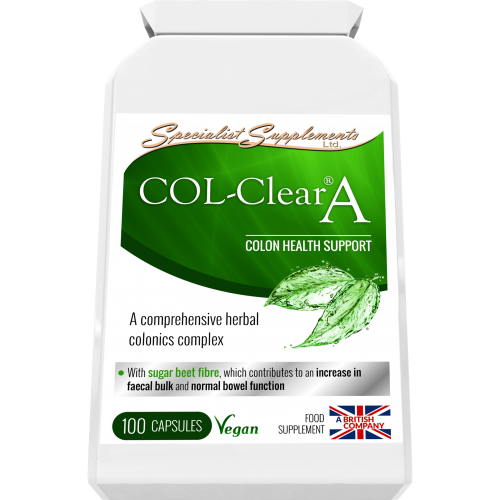 Specialist Supplements
Ltd.
COL-Clear® A
COLON HEALTH SUPPORT
A comprehensive herbal
colonics complex
• With sugar beet fibre, which contributes to an increase in
faecal bulk and normal bowel function
100 CAPSULES Vegan
FOOD
SUPPLEMENT
A BRITISH
COMPANY